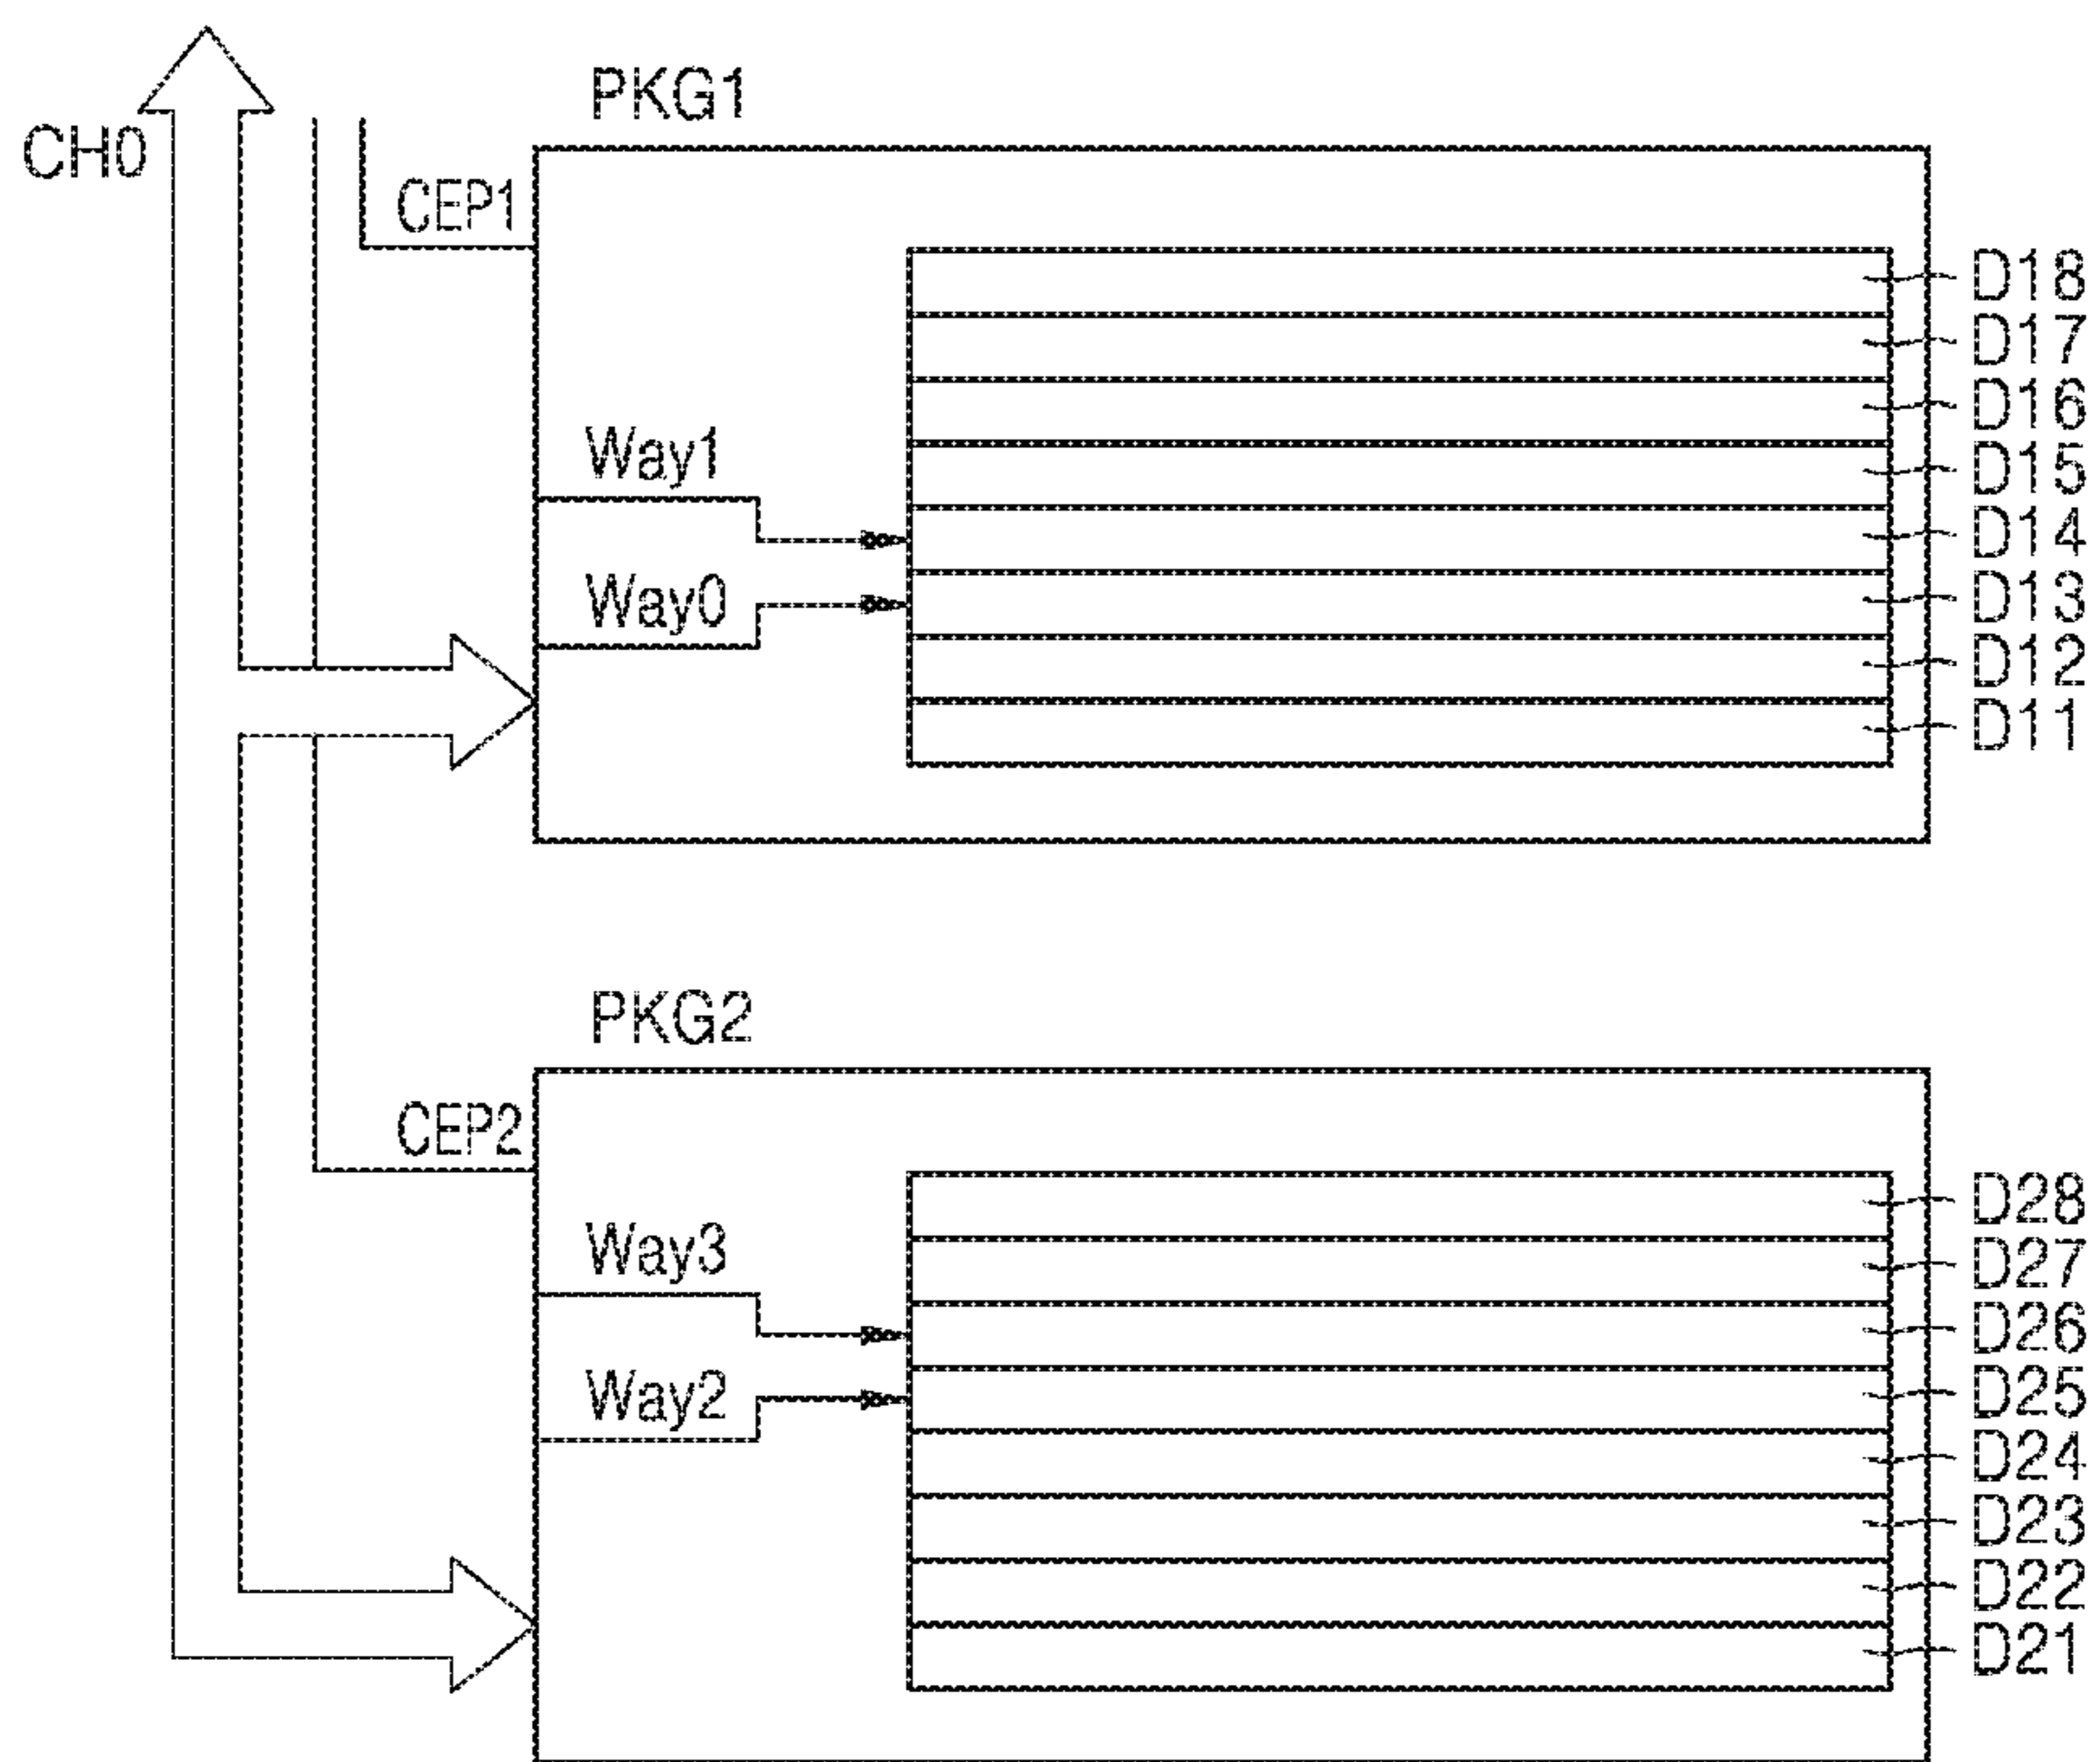 CH0
PKG1
CEP1
D18
D17
D16
Way1
D15
D14
Way0
D13
D12
D11
PKG2
CEP2
D28
Way3
D27
D26
Way2
D25
D24
D23
D22
D21